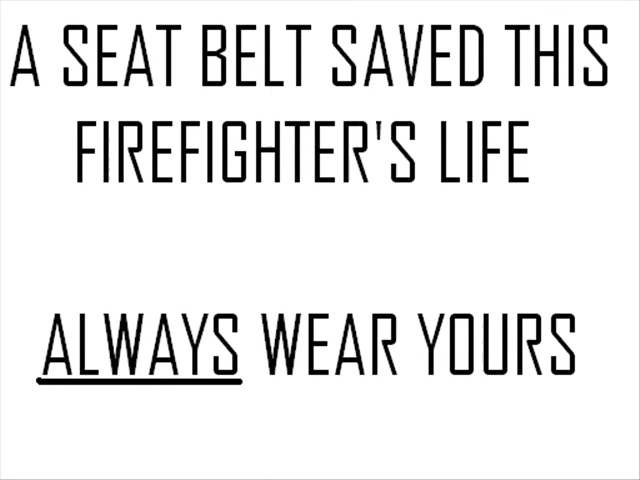 A SEAT BELT SAVED THIS
FIREFIGHTER'S LIFE
ALWAYS WEAR YOURS